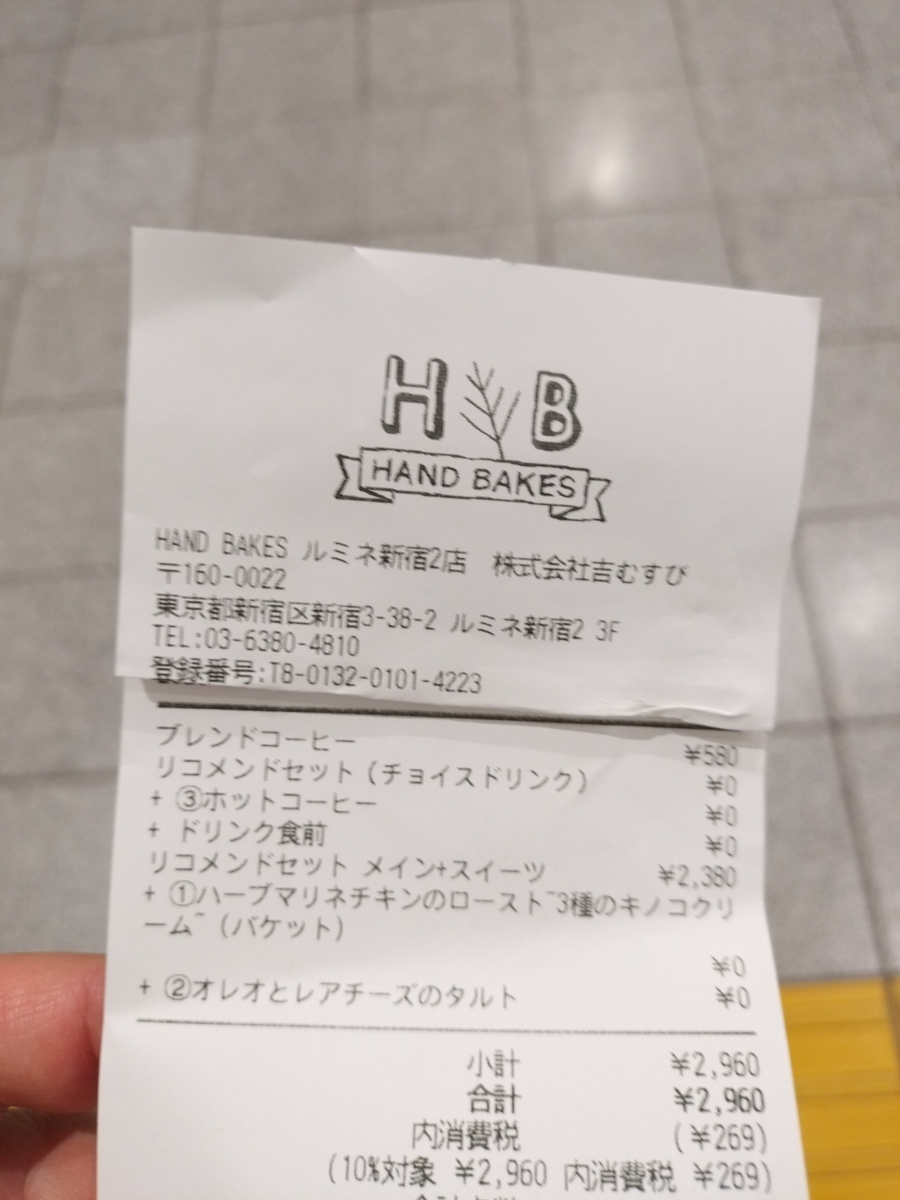 H B
HAND BAKES
HAND BAKES ルミネ新宿2店 株式会社吉むすび
〒160-0022
東京都新宿区新宿3-38-2 ルミネ新宿2 3F
TEL:03-6380-4810
登録番号:T8-0132-0101-4223
ブレンドコーヒー ¥580
リコメンドセット(チョイスドリンク) ¥0
+ ③ホットコーヒー ¥0
+ ドリンク食前 ¥0
リコメンドセット メイン+スイーツ ¥2,380
+ ①ハーブマリネチキンのロースト~3種のキノコクリ
ーム~(バケット)
¥0
+ ②オレオとレアチーズのタルト ¥0
小計 ¥2,960
合計 ¥2,960
内消費税 (¥269)
(10%対象 ¥2,960 内消費税 ¥269)